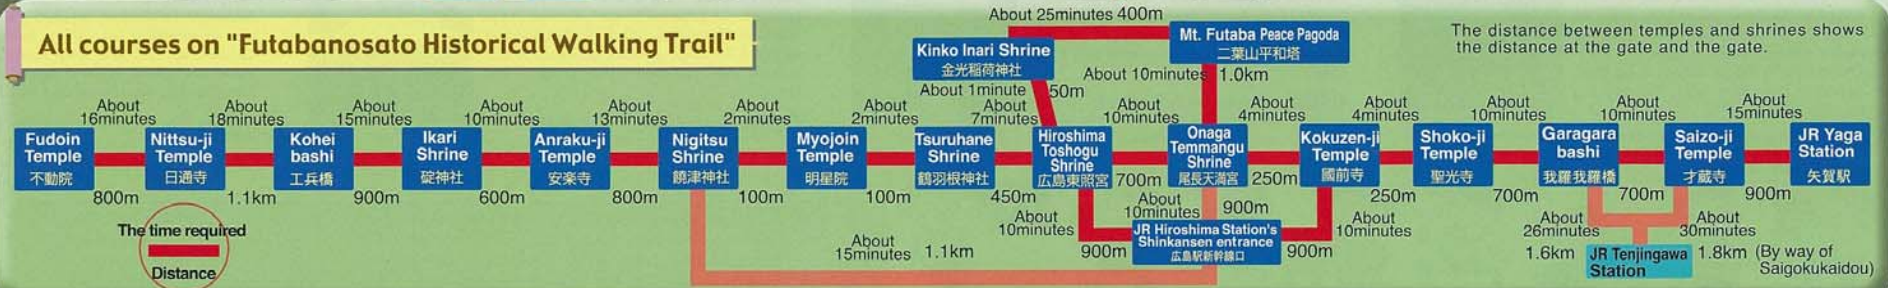 All courses on "Futabanosato Historical Walking Trail"
The distance between temples and shrines shows
the distance at the gate and the gate.
About 25minutes 400m
Kinko Inari Shrine
金光稲荷神社
Mt. Futaba Peace Pagoda
二葉山平和塔
About 10minutes 1.0km
About 1minute 50m
About
16minutes
About
18minutes
About
15minutes
About
10minutes
About
13minutes
About
2minutes
About
2minutes
About
7minutes
About
10minutes
About
4minutes
About
4minutes
About
10minutes
About
10minutes
About
15minutes
Fudoin
Temple
不動院
Nittsu-ji
Temple
日通寺
Kohei
bashi
工兵橋
Ikari
Shrine
碇神社
Anraku-ji
Temple
安楽寺
Nigitsu
Shrine
饒津神社
Myojoin
Temple
明星院
Tsuruhane
Shrine
鶴羽根神社
Hiroshima
Toshogu
Shrine
広島東照宮
Onaga
Temmangu
Shrine
尾長天満宮
Kokuzen-ji
Temple
國前寺
Shoko-ji
Temple
聖光寺
Garagara
bashi
我羅我羅橋
Saizo-ji
Temple
才蔵寺
JR Yaga
Station
矢賀駅
800m
1.1km
900m
600m
800m
100m
100m
450m
700m
250m
250m
700m
700m
900m
The time required
Distance
About
15minutes 1.1km
About
10minutes
900m
About
10minutes
900m
JR Hiroshima Station's
Shinkansen entrance
広島駅新幹線口
About
10minutes
900m
About
26minutes
1.6km
JR Tenjingawa
Station
About
30minutes
1.8km (By way of
Saigokukaidou)